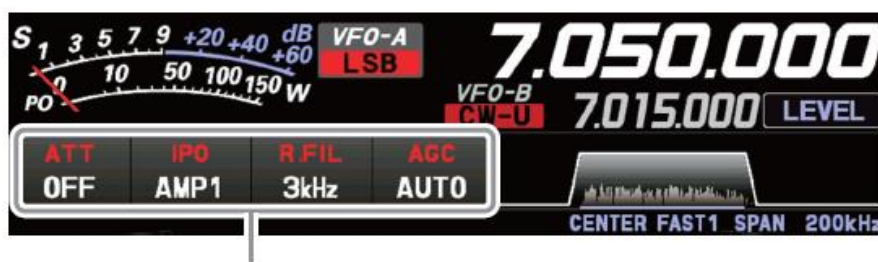 S 1 3 5 7 9 +20 +40 +60 dB
PO 0 10 50 100 150 W
VFO-A
LSB
7.050.000
VFO-B
CW-U
7.015.000
LEVEL
ATT IPO R.FIL AGC
OFF AMP1 3kHz AUTO
CENTER FAST1 SPAN 200kHz